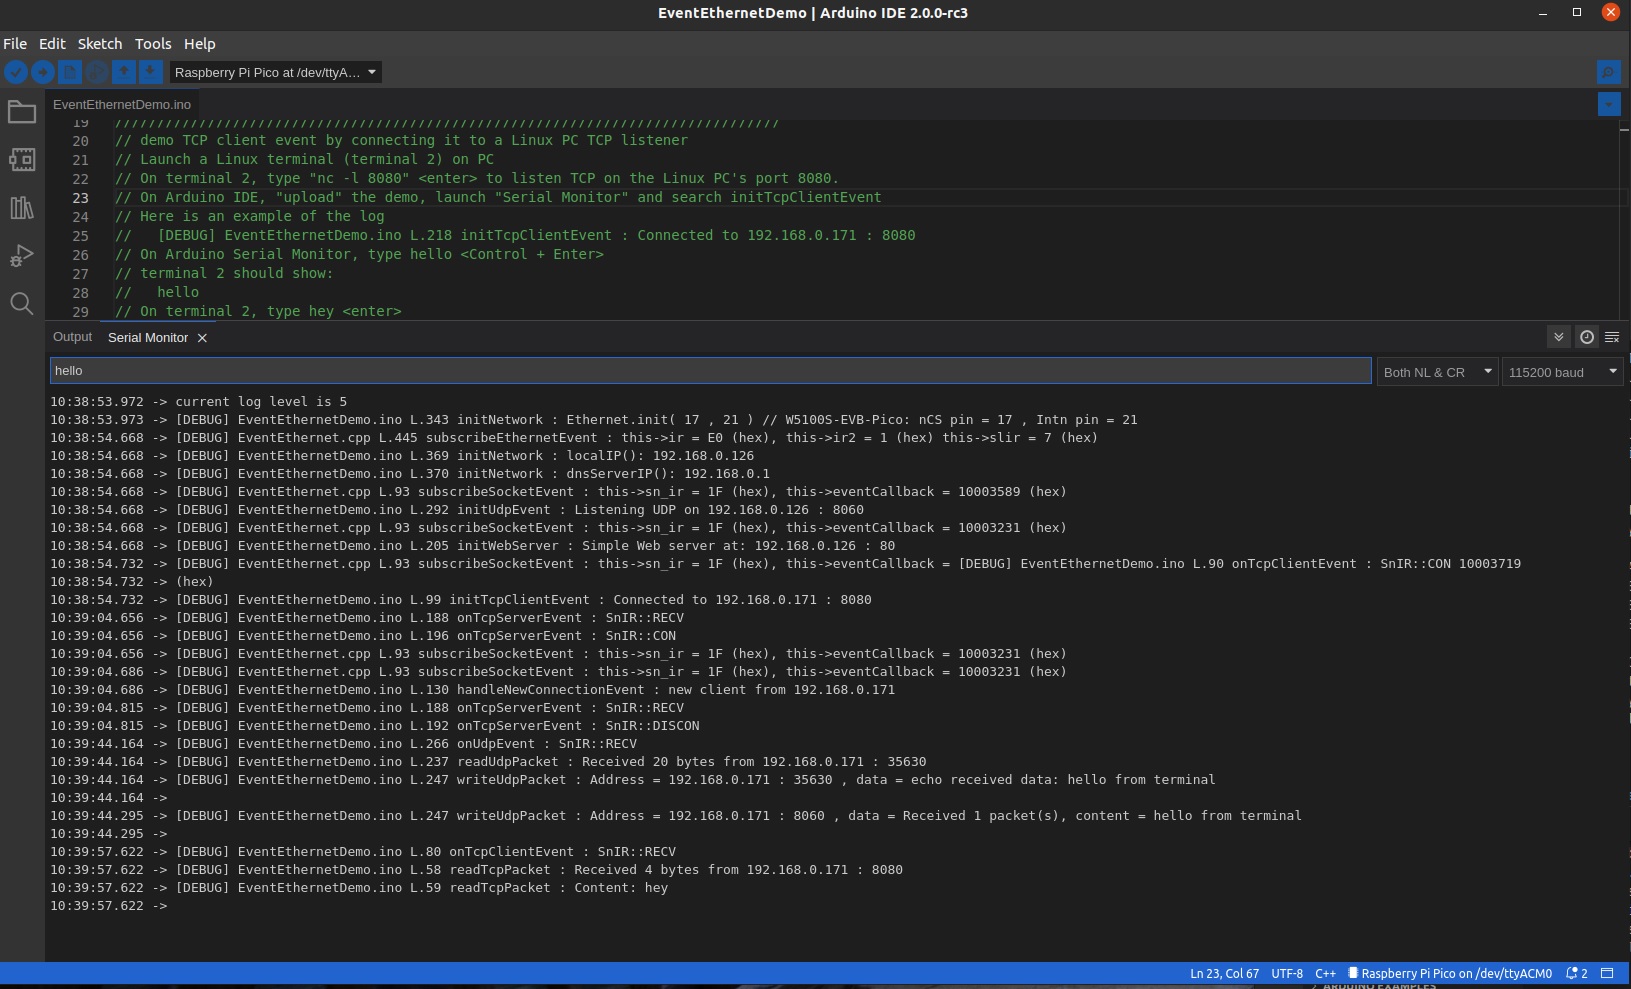 EventEthernetDemo | Arduino IDE 2.0.0-rc3
File Edit Sketch Tools Help
Raspberry Pi Pico at /dev/ttyA...
EventEthernetDemo.ino
19 ///////////////////////////////////////////////////////////////////////////////
20 // demo TCP client event by connecting it to a Linux PC TCP listener
21 // Launch a Linux terminal (terminal 2) on PC
22 // On terminal 2, type "nc -l 8080" <enter> to listen TCP on the Linux PC's port 8080.
23 // On Arduino IDE, "upload" the demo, launch "Serial Monitor" and search initTcpClientEvent
24 // Here is an example of the log
25 //   [DEBUG] EventEthernetDemo.ino L.218 initTcpClientEvent : Connected to 192.168.0.171 : 8080
26 // On Arduino Serial Monitor, type hello <Control + Enter>
27 // terminal 2 should show:
28 //   hello
29 // On terminal 2, type hey <enter>
Output Serial Monitor
hello
Both NL & CR 115200 baud
10:38:53.972 -> current log level is 5
10:38:53.973 -> [DEBUG] EventEthernetDemo.ino L.343 initNetwork : Ethernet.init( 17 , 21 ) // W5100S-EVB-Pico: nCS pin = 17 , Intn pin = 21
10:38:54.668 -> [DEBUG] EventEthernet.cpp L.445 subscribeEthernetEvent : this->ir = E0 (hex), this->ir2 = 1 (hex) this->slir = 7 (hex)
10:38:54.668 -> [DEBUG] EventEthernetDemo.ino L.369 initNetwork : localIP(): 192.168.0.126
10:38:54.668 -> [DEBUG] EventEthernetDemo.ino L.370 initNetwork : dnsServerIP(): 192.168.0.1
10:38:54.668 -> [DEBUG] EventEthernet.cpp L.93 subscribeSocketEvent : this->sn_ir = 1F (hex), this->eventCallback = 10003589 (hex)
10:38:54.668 -> [DEBUG] EventEthernetDemo.ino L.292 initUdpEvent : Listening UDP on 192.168.0.126 : 8060
10:38:54.668 -> [DEBUG] EventEthernet.cpp L.93 subscribeSocketEvent : this->sn_ir = 1F (hex), this->eventCallback = 10003231 (hex)
10:38:54.668 -> [DEBUG] EventEthernetDemo.ino L.205 initWebServer : Simple Web server at: 192.168.0.126 : 80
10:38:54.732 -> [DEBUG] EventEthernet.cpp L.93 subscribeSocketEvent : this->sn_ir = 1F (hex), this->eventCallback = [DEBUG] EventEthernetDemo.ino L.90 onTcpClientEvent : SnIR::CON 10003719
10:38:54.732 -> (hex)
10:38:54.732 -> [DEBUG] EventEthernetDemo.ino L.99 initTcpClientEvent : Connected to 192.168.0.171 : 8080
10:39:04.656 -> [DEBUG] EventEthernetDemo.ino L.188 onTcpServerEvent : SnIR::RECV
10:39:04.656 -> [DEBUG] EventEthernetDemo.ino L.196 onTcpServerEvent : SnIR::CON
10:39:04.656 -> [DEBUG] EventEthernet.cpp L.93 subscribeSocketEvent : this->sn_ir = 1F (hex), this->eventCallback = 10003231 (hex)
10:39:04.686 -> [DEBUG] EventEthernet.cpp L.93 subscribeSocketEvent : this->sn_ir = 1F (hex), this->eventCallback = 10003231 (hex)
10:39:04.686 -> [DEBUG] EventEthernetDemo.ino L.130 handleNewConnectionEvent : new client from 192.168.0.171
10:39:04.815 -> [DEBUG] EventEthernetDemo.ino L.188 onTcpServerEvent : SnIR::RECV
10:39:04.815 -> [DEBUG] EventEthernetDemo.ino L.192 onTcpServerEvent : SnIR::DISCON
10:39:44.164 -> [DEBUG] EventEthernetDemo.ino L.266 onUdpEvent : SnIR::RECV
10:39:44.164 -> [DEBUG] EventEthernetDemo.ino L.237 readUdpPacket : Received 20 bytes from 192.168.0.171 : 35630
10:39:44.164 -> [DEBUG] EventEthernetDemo.ino L.247 writeUdpPacket : Address = 192.168.0.171 : 35630 , data = echo received data: hello from terminal
10:39:44.164 ->
10:39:44.295 -> [DEBUG] EventEthernetDemo.ino L.247 writeUdpPacket : Address = 192.168.0.171 : 8060 , data = Received 1 packet(s), content = hello from terminal
10:39:44.295 ->
10:39:57.622 -> [DEBUG] EventEthernetDemo.ino L.80 onTcpClientEvent : SnIR::RECV
10:39:57.622 -> [DEBUG] EventEthernetDemo.ino L.58 readTcpPacket : Received 4 bytes from 192.168.0.171 : 8080
10:39:57.622 -> [DEBUG] EventEthernetDemo.ino L.59 readTcpPacket : Content: hey
10:39:57.622 ->
Ln 23, Col 67 UTF-8 C++ Raspberry Pi Pico on /dev/ttyACM0 2
ARDUINO EXAMPLES